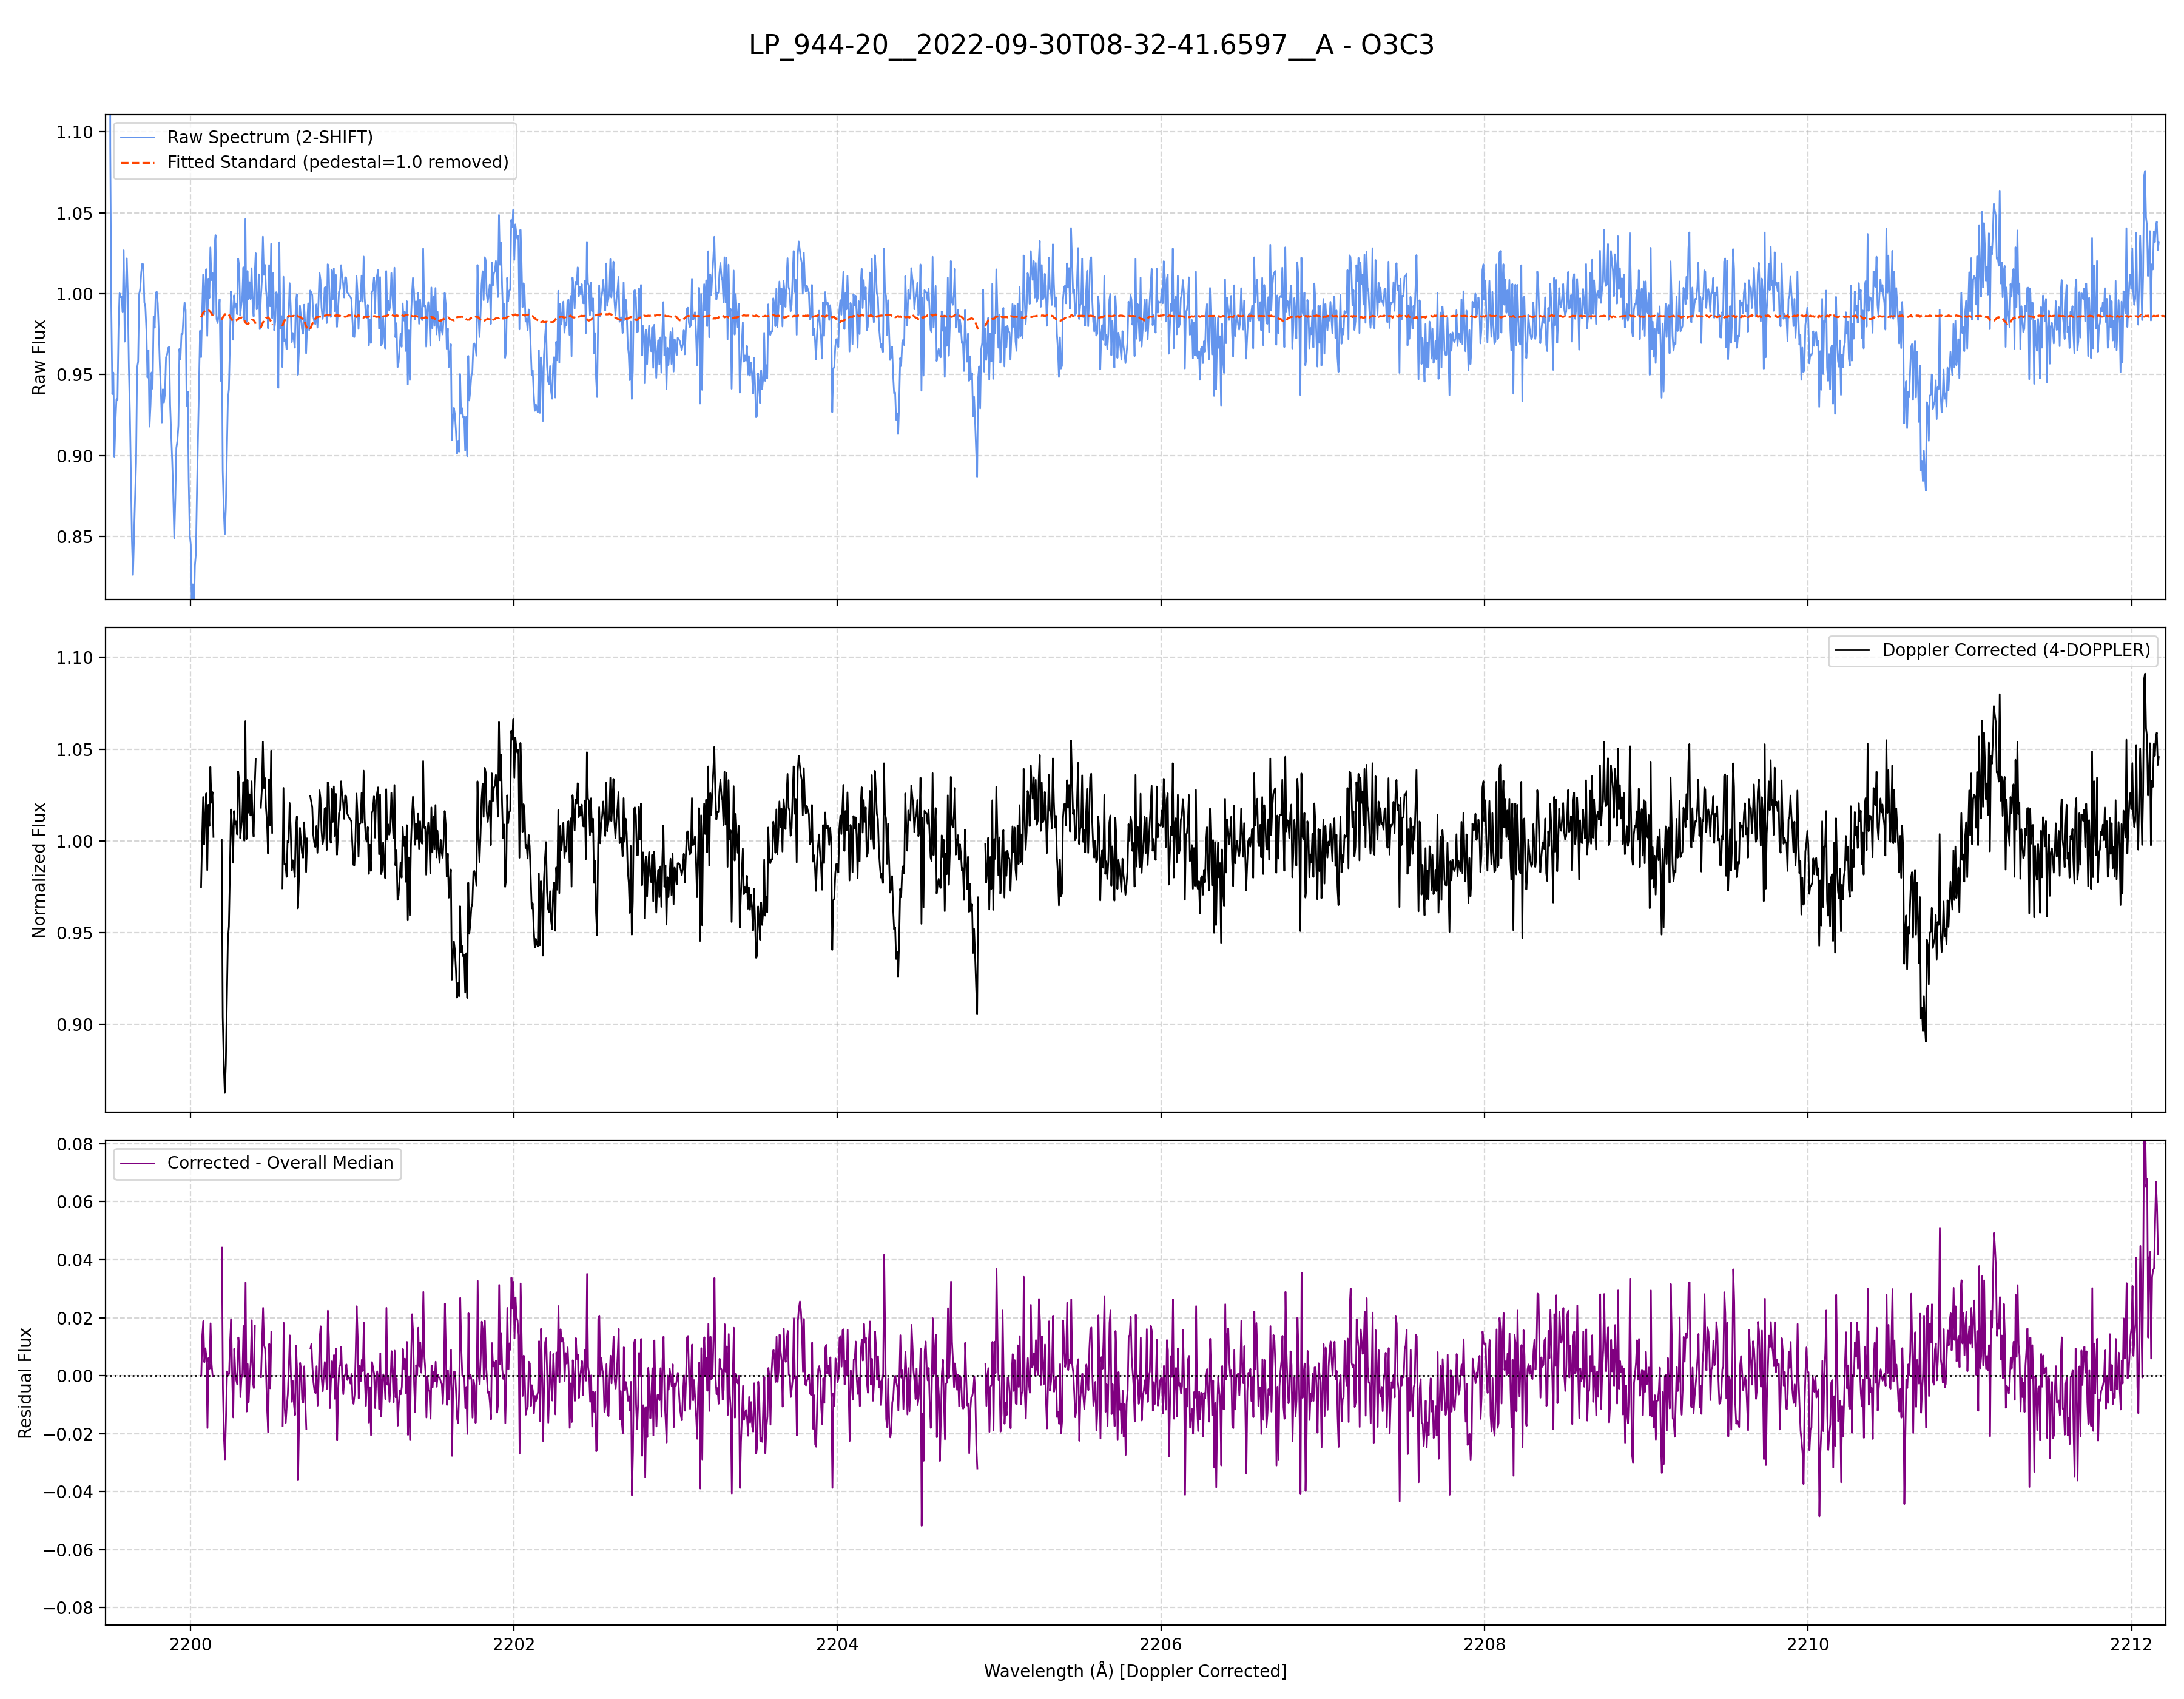 LP_944-20__2022-09-30T08-32-41.6597__A - O3C3
Raw Spectrum (2-SHIFT)
Fitted Standard (pedestal=1.0 removed)
1.10
1.05
1.00
0.95
0.90
0.85
Raw Flux
Doppler Corrected (4-DOPPLER)
1.10
1.05
1.00
0.95
0.90
Normalized Flux
Corrected - Overall Median
0.08
0.06
0.04
0.02
0.00
−0.02
−0.04
−0.06
−0.08
Residual Flux
2200 2202 2204 2206 2208 2210 2212
Wavelength (Å) [Doppler Corrected]